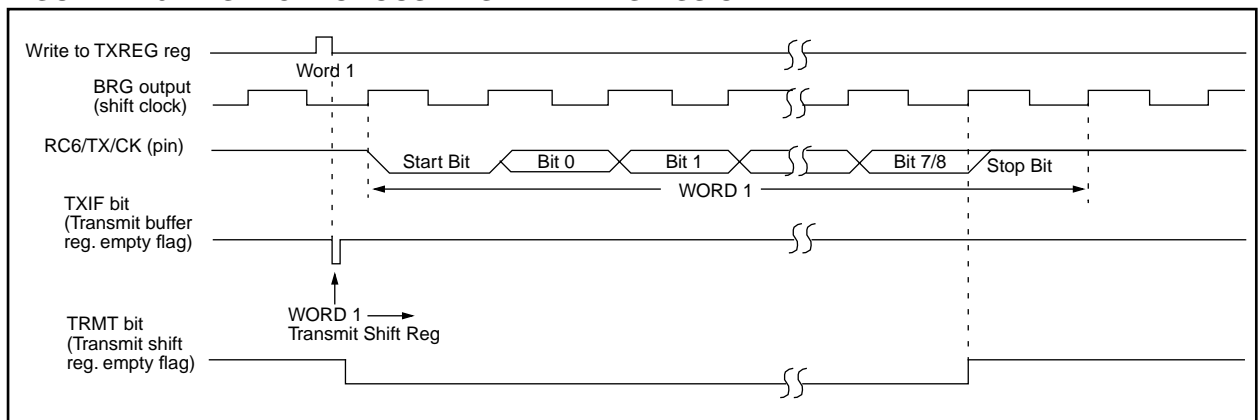 Write to TXREG reg
Word 1
BRG output
(shift clock)
RC6/TX/CK (pin)
Start Bit
Bit 0
Bit 1
Bit 7/8
Stop Bit
WORD 1
TXIF bit
(Transmit buffer
reg. empty flag)
WORD 1
Transmit Shift Reg
TRMT bit
(Transmit shift
reg. empty flag)